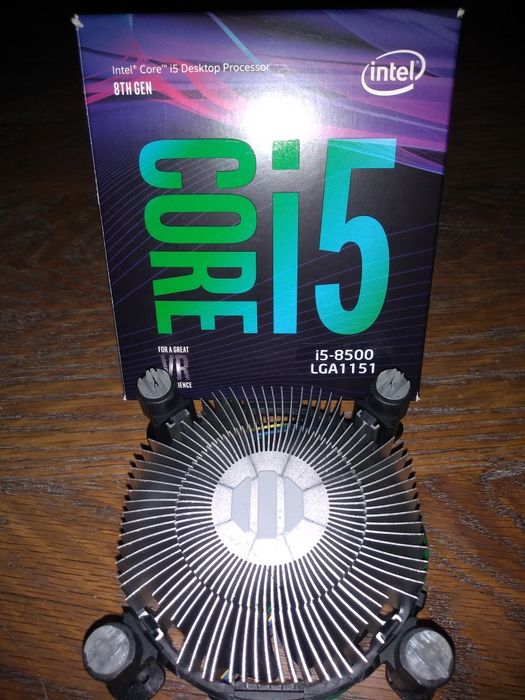 Intel® Core™ i5 Desktop Processor
8TH GEN
intel
CORE i5
i5-8500
LGA1151
FOR A GREAT
VR